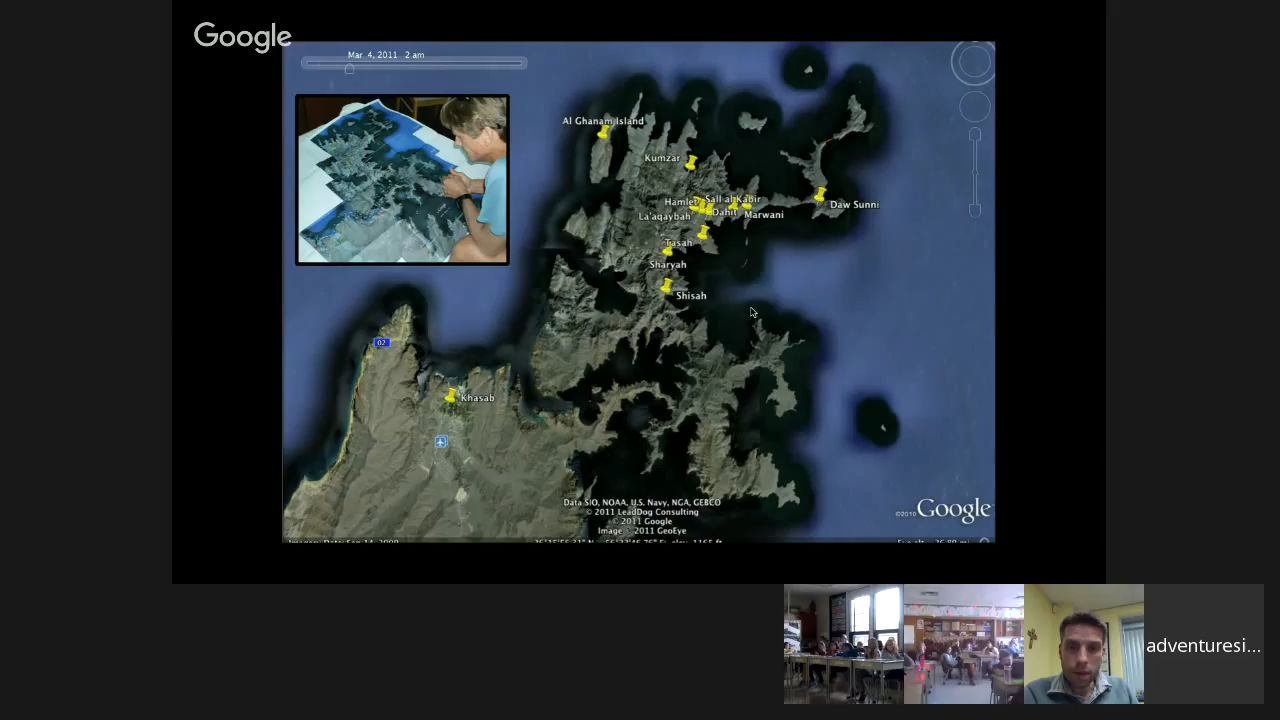 Google
Mar 4, 2011 2 am
Al Ghanam Island
Kumzar
Hamlet
Sall al Kabir
Daw Sunni
La'aqaybah
Dahit
Marwani
Tasah
Sharyah
Shisah
02
Khasab
Data SIO, NOAA, U.S. Navy, NGA, GEBCO
© 2011 LeadDog Consulting
© 2011 Google
Image © 2011 GeoEye
©2010 Google
adventuresi...